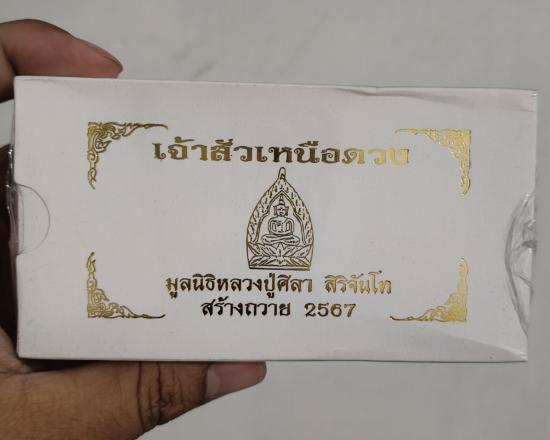 เจ้าสัวเหนือดวง
มูลนิธิหลวงปู่ศิลา สิริจันโท
สร้างถวาย 2567